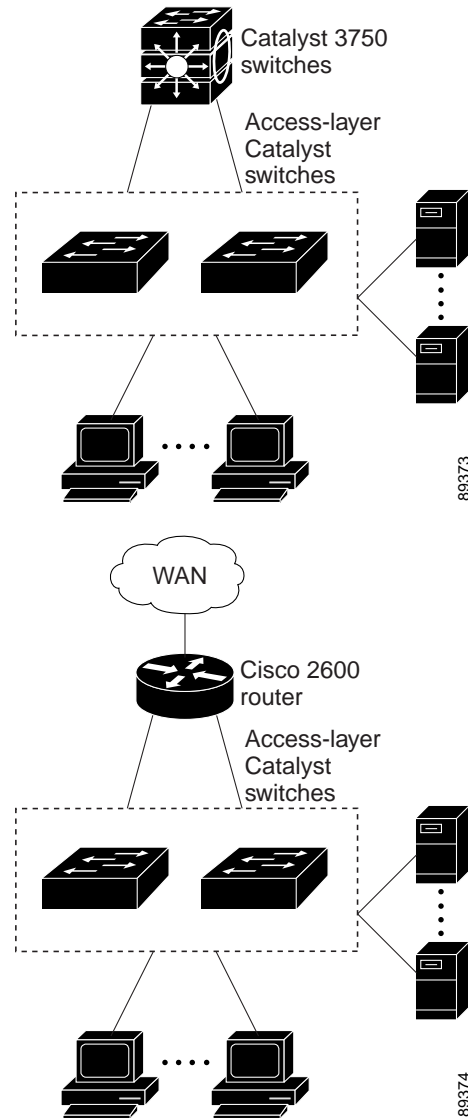 Catalyst 3750
switches
Access-layer
Catalyst
switches
89373
WAN
Cisco 2600
router
Access-layer
Catalyst
switches
89374